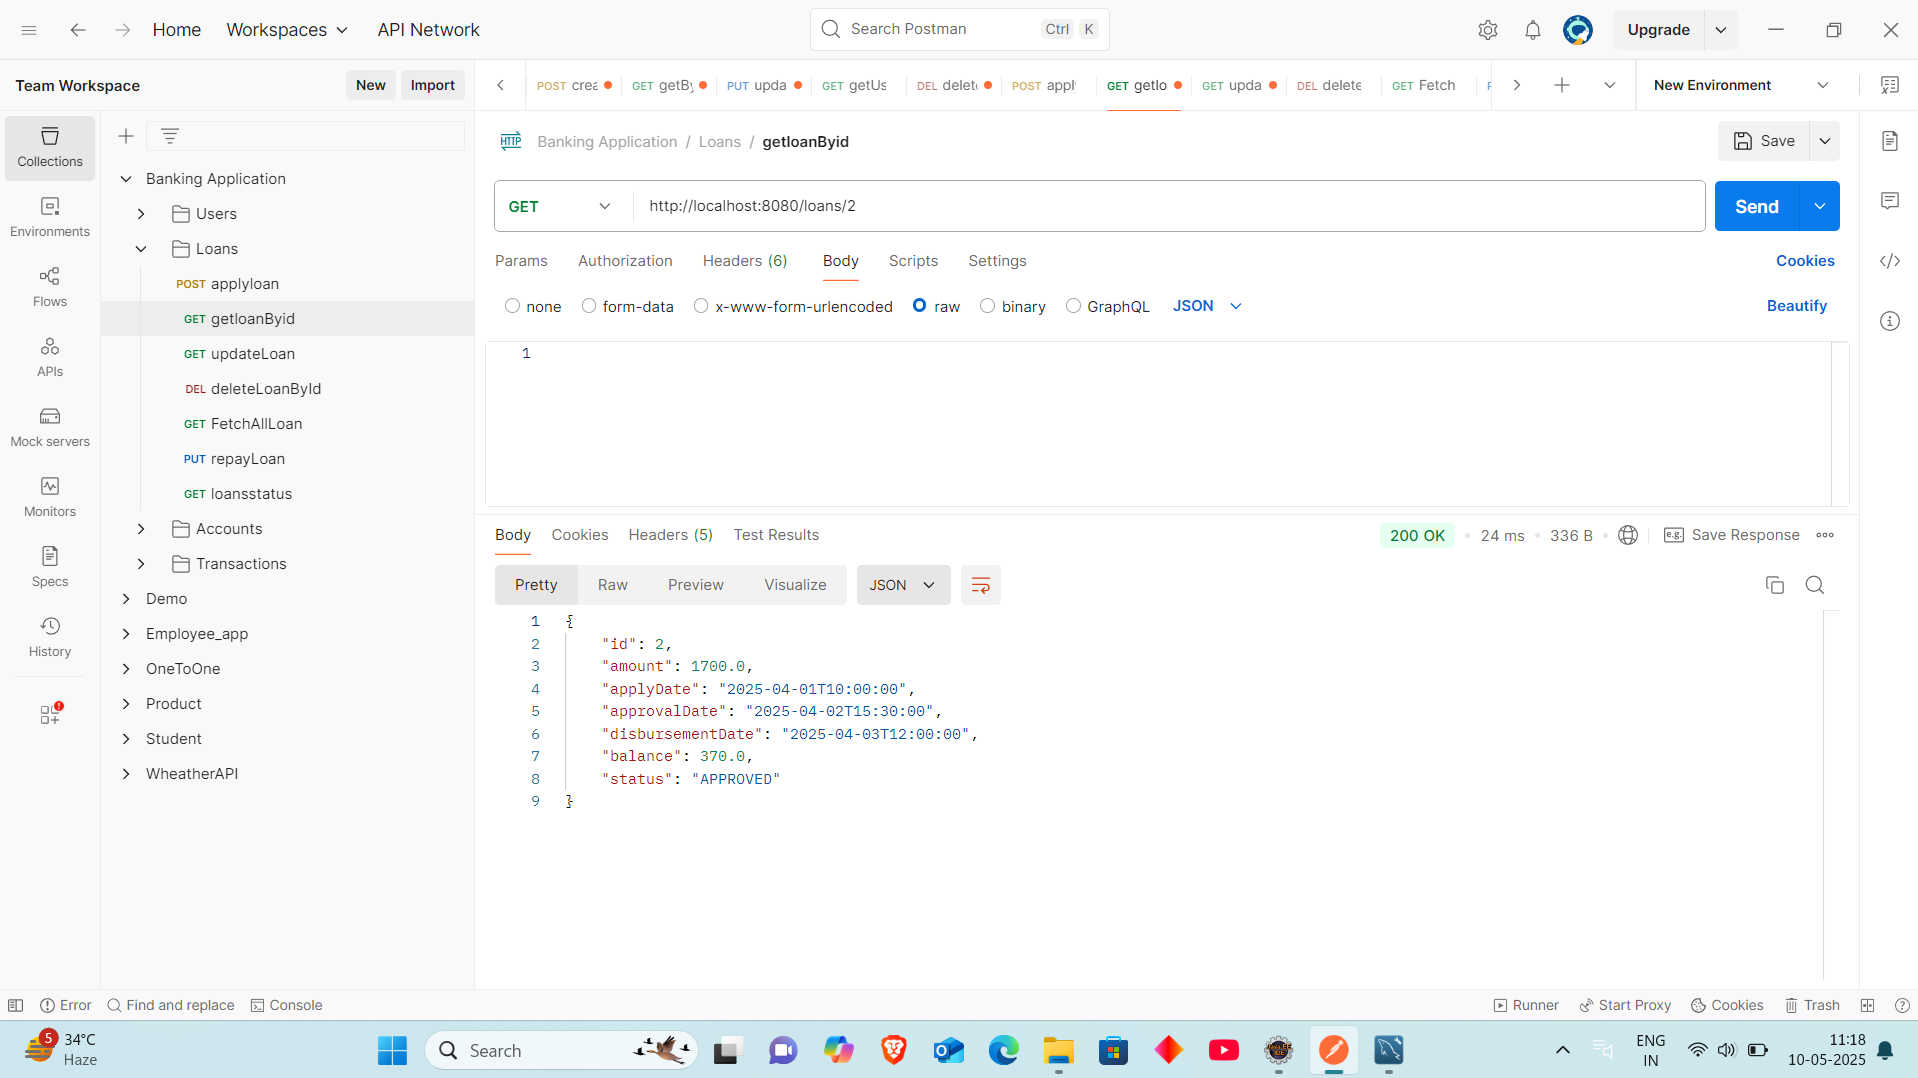 Home Workspaces API Network Search Postman Ctrl K Upgrade
Team Workspace New Import
POST crea GET getBy PUT upda GET getUs DEL delet POST appl GET getlo GET upda DEL delete GET Fetch New Environment
Collections
Environments
Flows
APIs
Mock servers
Monitors
Specs
History
Banking Application
Users
Loans
POST applyloan
GET getloanByid
GET updateLoan
DEL deleteLoanById
GET FetchAllLoan
PUT repayLoan
GET loansstatus
Accounts
Transactions
Demo
Employee_app
OneToOne
Product
Student
WheatherAPI
HTTP Banking Application / Loans / getloanByid Save
GET http://localhost:8080/loans/2 Send
Params Authorization Headers (6) Body Scripts Settings Cookies
none form-data x-www-form-urlencoded raw binary GraphQL JSON Beautify
1
Body Cookies Headers (5) Test Results 200 OK 24 ms 336 B e.g. Save Response
Pretty Raw Preview Visualize JSON
1 {
2 "id": 2,
3 "amount": 1700.0,
4 "applyDate": "2025-04-01T10:00:00",
5 "approvalDate": "2025-04-02T15:30:00",
6 "disbursementDate": "2025-04-03T12:00:00",
7 "balance": 370.0,
8 "status": "APPROVED"
9 }
Error Find and replace Console Runner Start Proxy Cookies Trash
5 34°C
Haze
Search
ENG
IN
11:18
10-05-2025